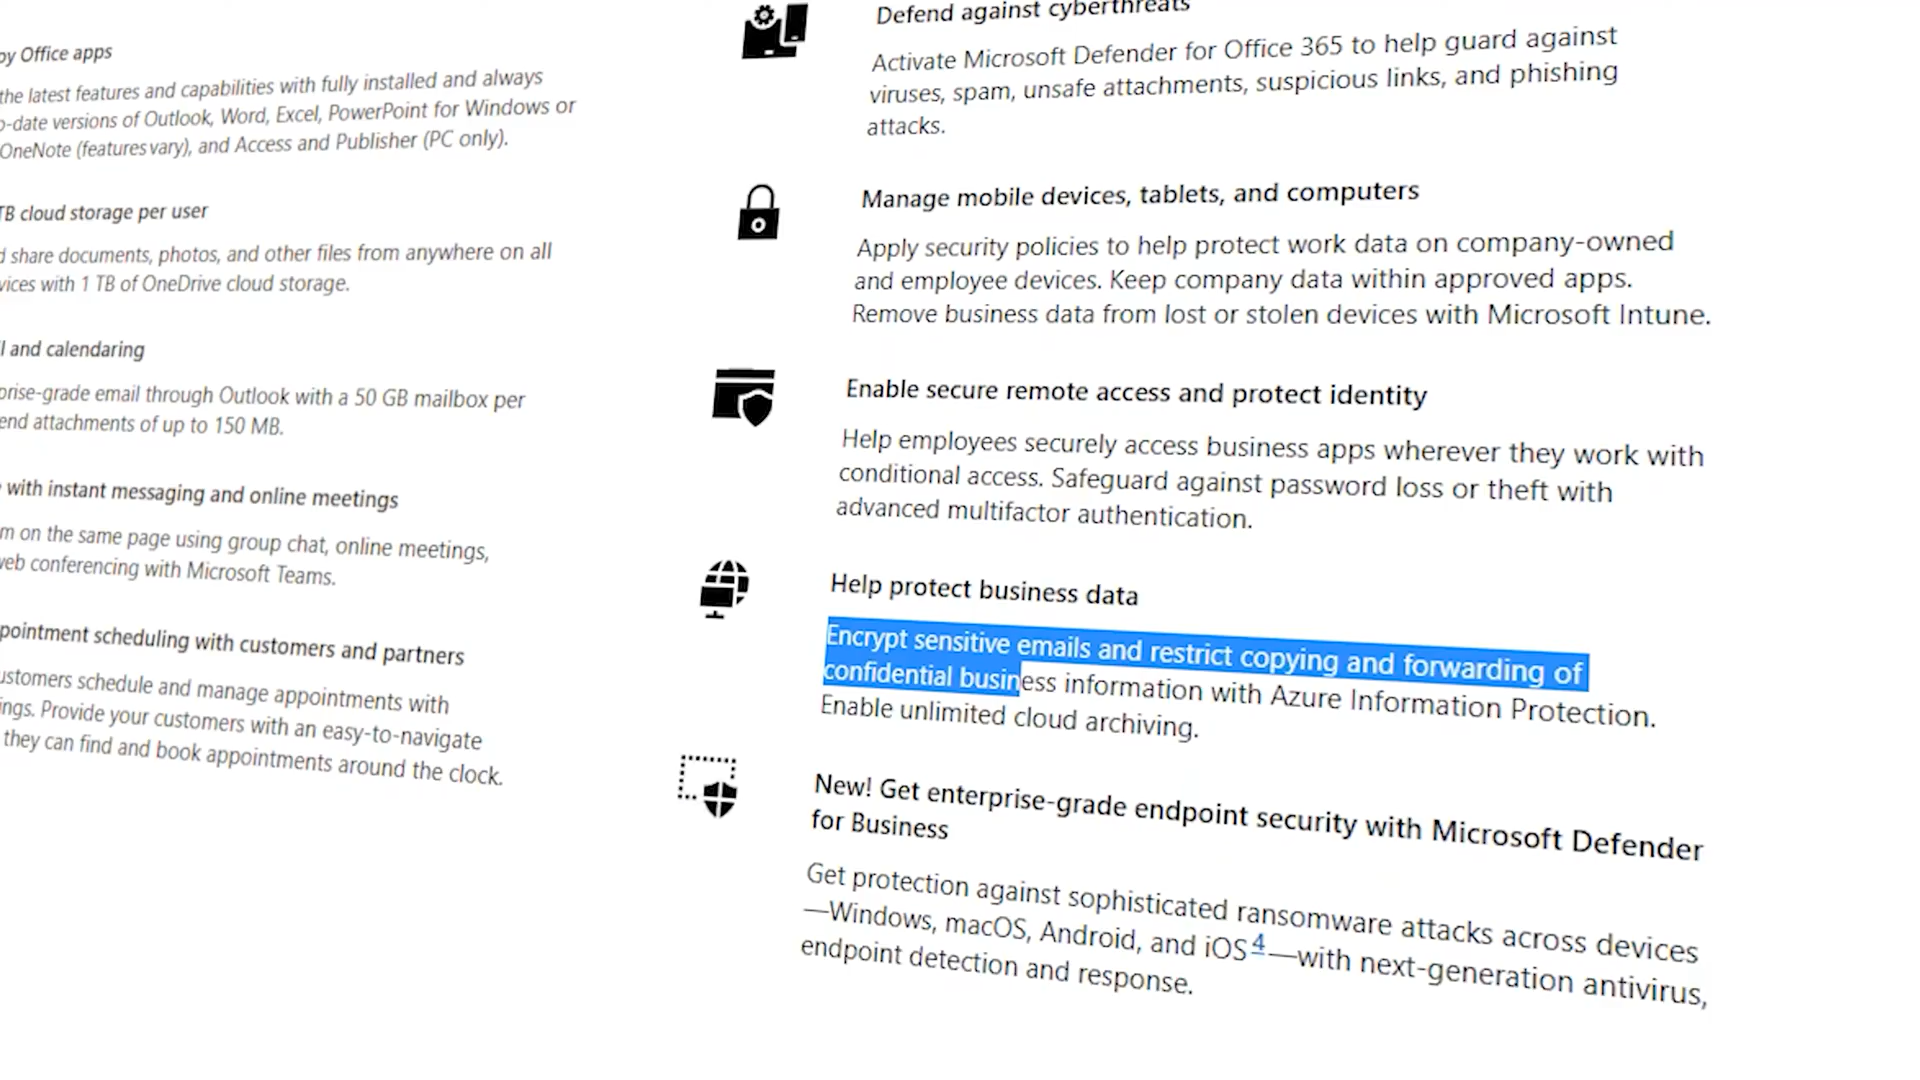 by Office apps
the latest features and capabilities with fully installed and always
o-date versions of Outlook, Word, Excel, PowerPoint for Windows or
OneNote (features vary), and Access and Publisher (PC only).
TB cloud storage per user
d share documents, photos, and other files from anywhere on all
vices with 1 TB of OneDrive cloud storage.
l and calendaring
prise-grade email through Outlook with a 50 GB mailbox per
end attachments of up to 150 MB.
with instant messaging and online meetings
m on the same page using group chat, online meetings,
web conferencing with Microsoft Teams.
pointment scheduling with customers and partners
ustomers schedule and manage appointments with
ings. Provide your customers with an easy-to-navigate
they can find and book appointments around the clock.
Defend against cyberthreats
Activate Microsoft Defender for Office 365 to help guard against
viruses, spam, unsafe attachments, suspicious links, and phishing
attacks.
Manage mobile devices, tablets, and computers
Apply security policies to help protect work data on company-owned
and employee devices. Keep company data within approved apps.
Remove business data from lost or stolen devices with Microsoft Intune.
Enable secure remote access and protect identity
Help employees securely access business apps wherever they work with
conditional access. Safeguard against password loss or theft with
advanced multifactor authentication.
Help protect business data
Encrypt sensitive emails and restrict copying and forwarding of
confidential business information with Azure Information Protection.
Enable unlimited cloud archiving.
New! Get enterprise-grade endpoint security with Microsoft Defender
for Business
Get protection against sophisticated ransomware attacks across devices
—Windows, macOS, Android, and iOS4—with next-generation antivirus,
endpoint detection and response.